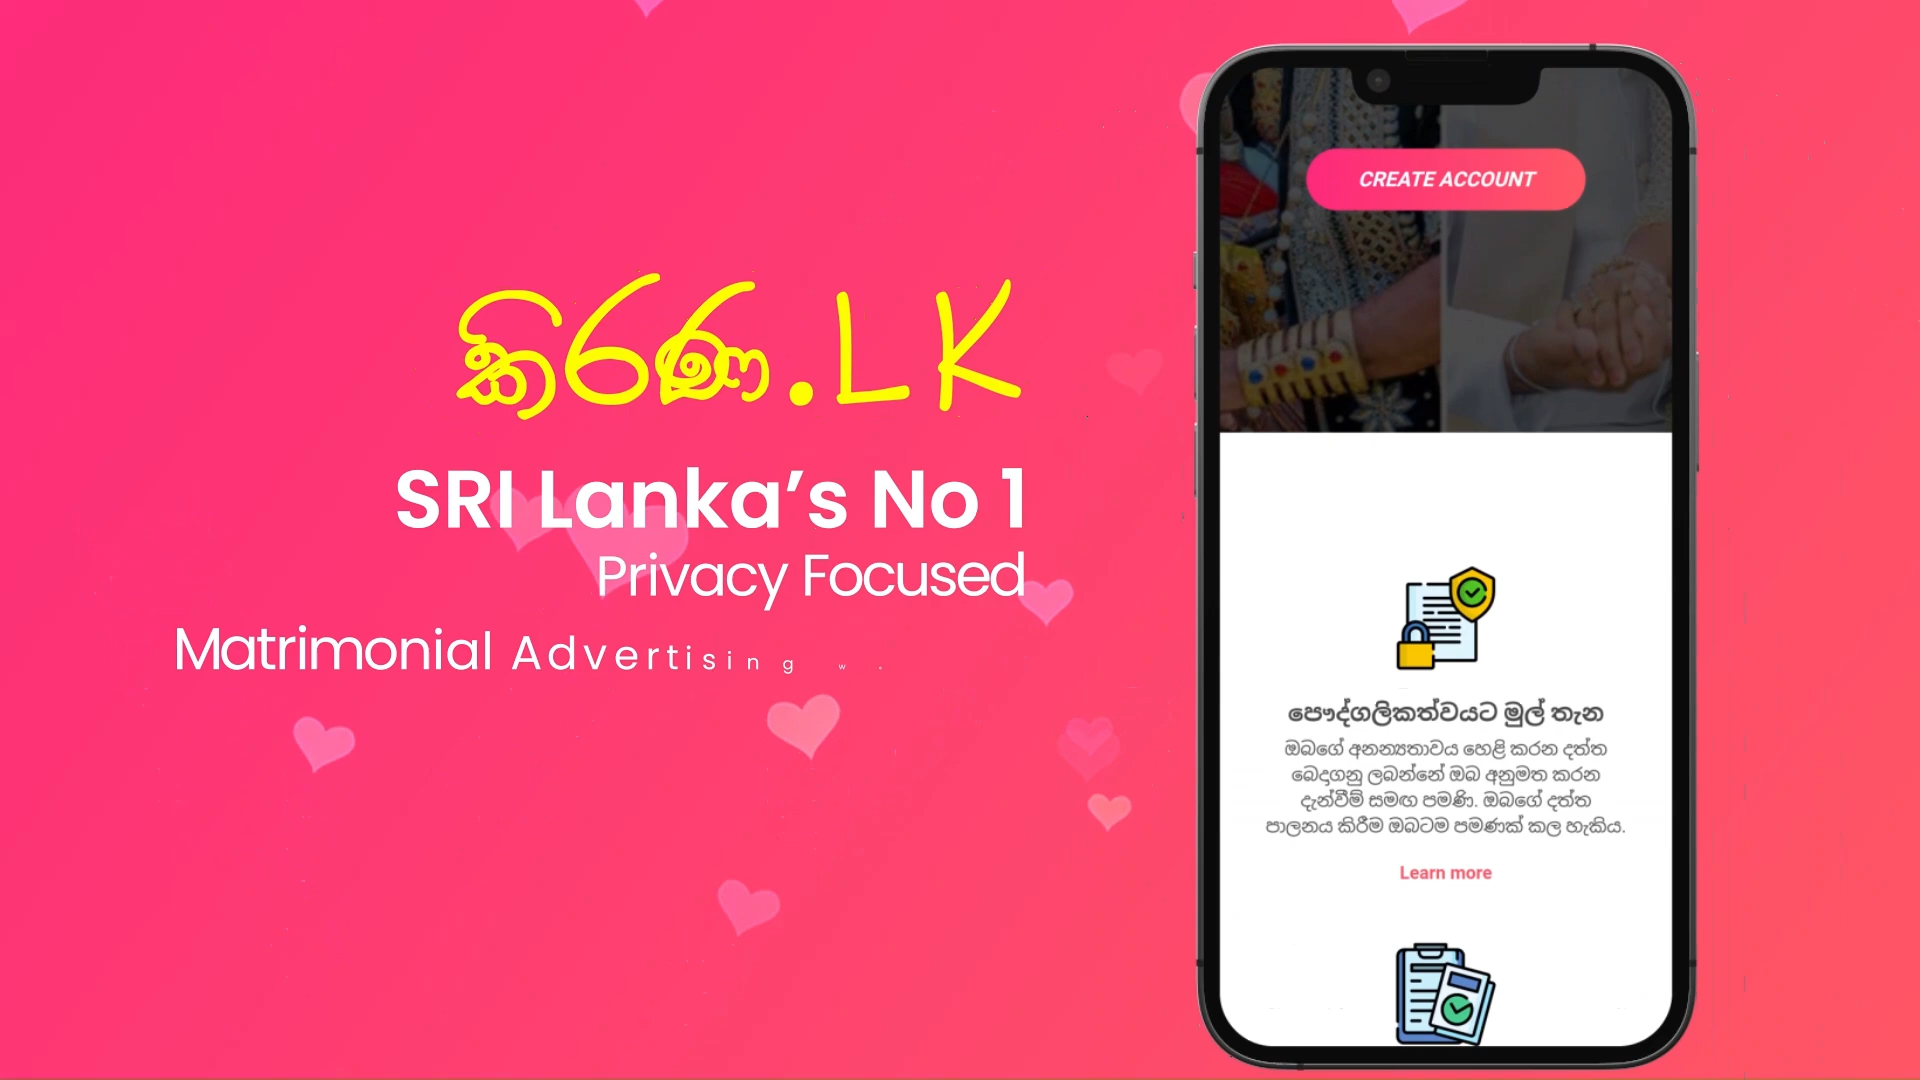 කිරණ.LK
SRI Lanka's No 1
Privacy Focused
Matrimonial Advertising w
CREATE ACCOUNT
පෞද්ගලිකත්වයට මුල් තැන
ඔබගේ අනන්‍යතාවය හෙළි කරන දත්ත
බෙදාගනු ලබන්නේ ඔබ අනුමත කරන
දැන්වීම් සමඟ පමණි. ඔබගේ දත්ත
පාලනය කිරීම ඔබටම පමණක් කල හැකිය.
Learn more